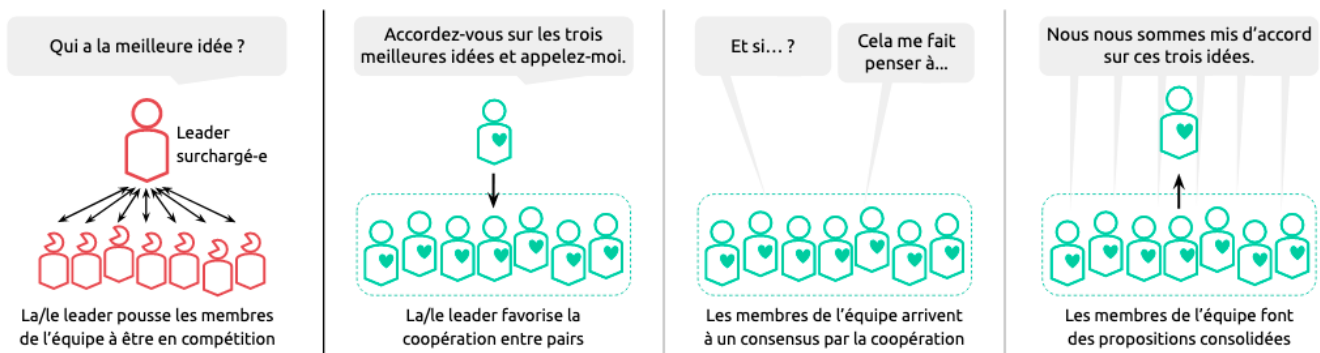 Qui a la meilleure idée ?
Leader
surchargé-e
La/le leader pousse les membres
de l'équipe à être en compétition
Accordez-vous sur les trois
meilleures idées et appelez-moi.
La/le leader favorise la
coopération entre pairs
Et si… ?
Cela me fait
penser à...
Les membres de l'équipe arrivent
à un consensus par la coopération
Nous nous sommes mis d'accord
sur ces trois idées.
Les membres de l'équipe font
des propositions consolidées